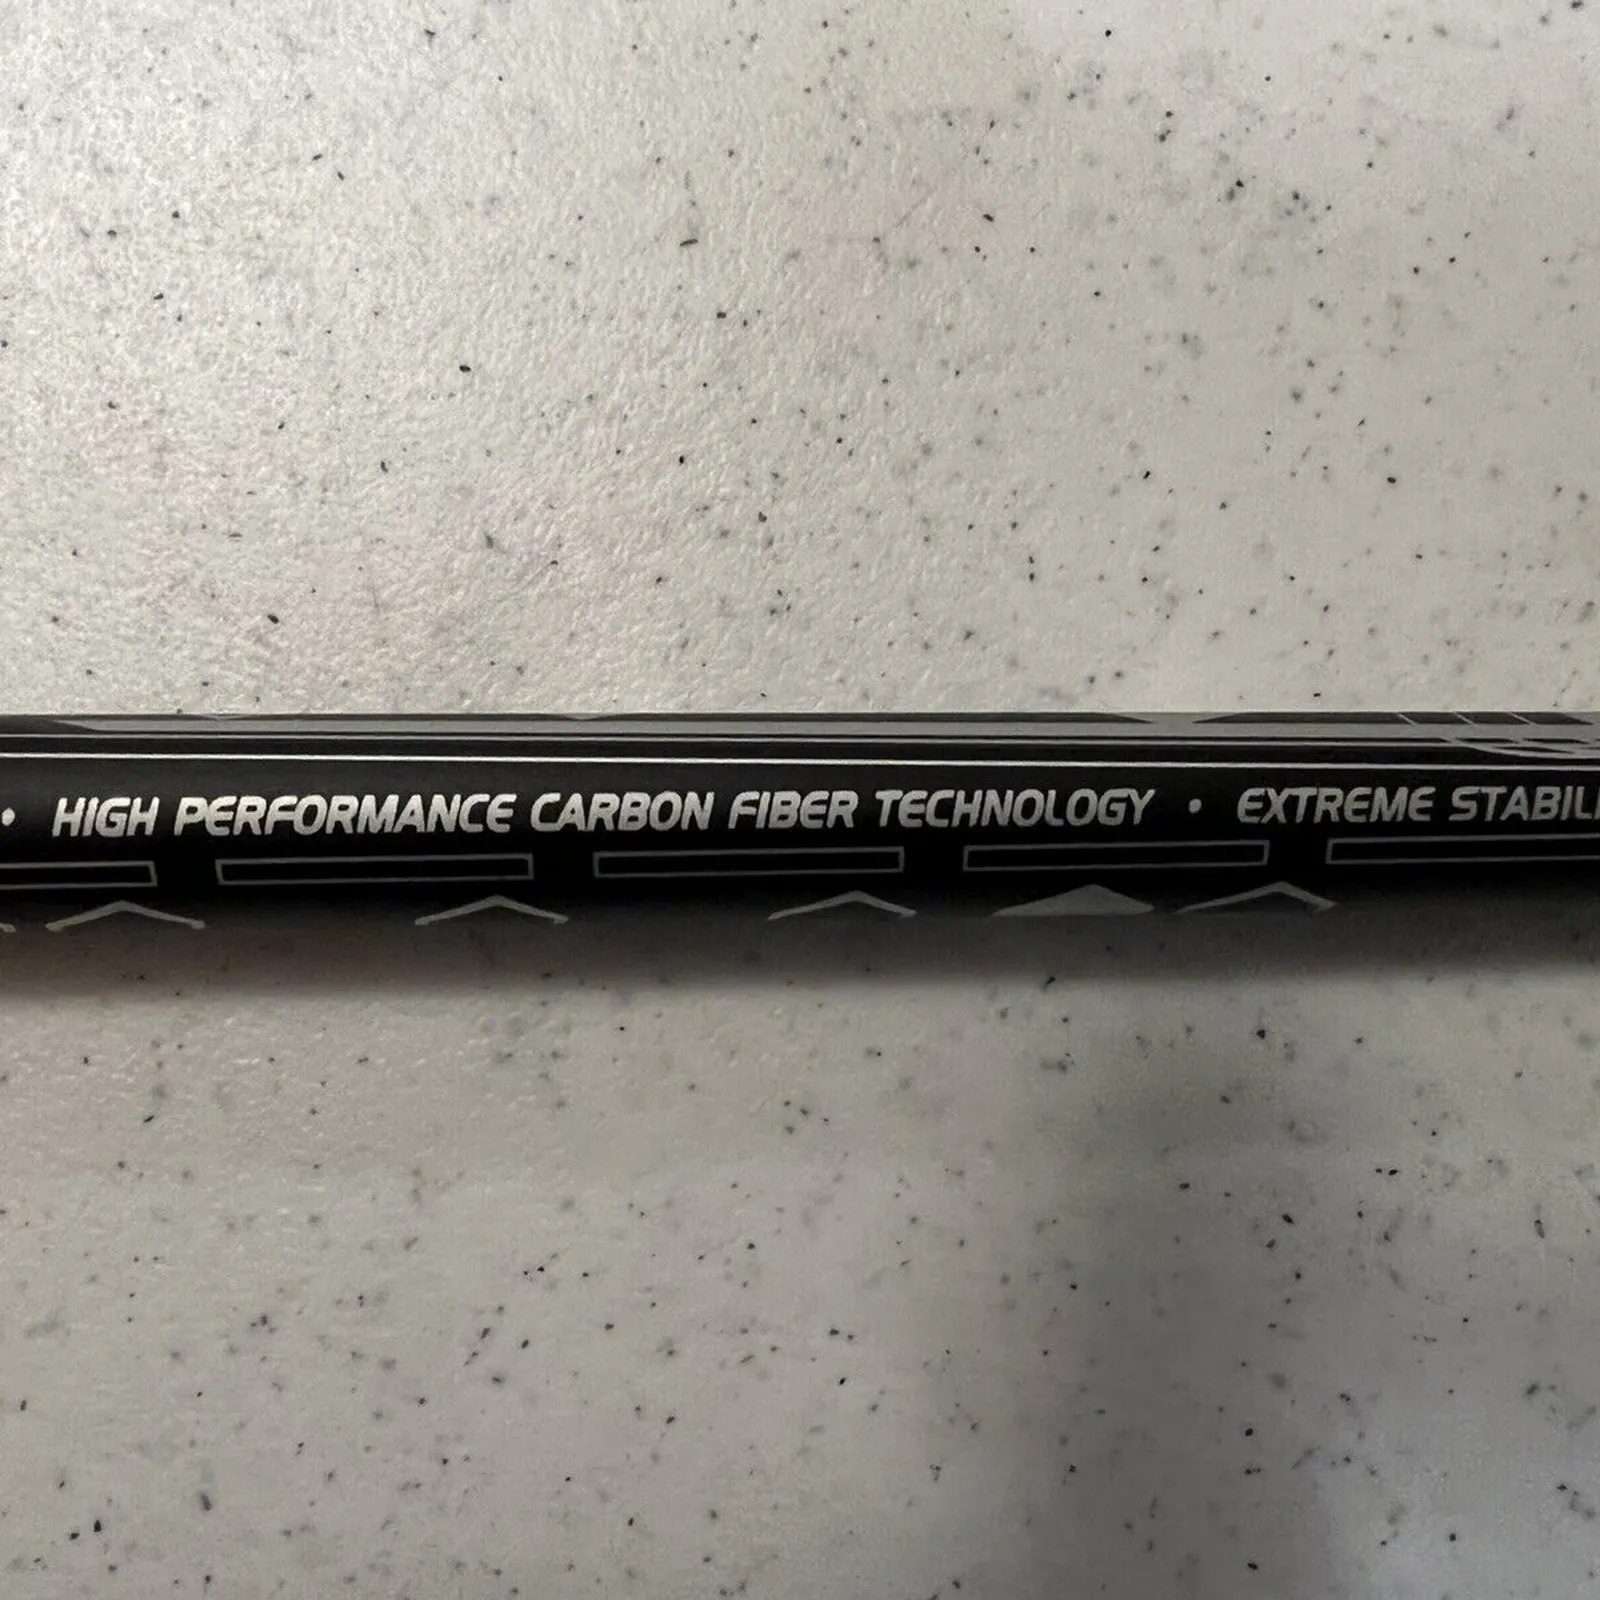 • HIGH PERFORMANCE CARBON FIBER TECHNOLOGY • EXTREME